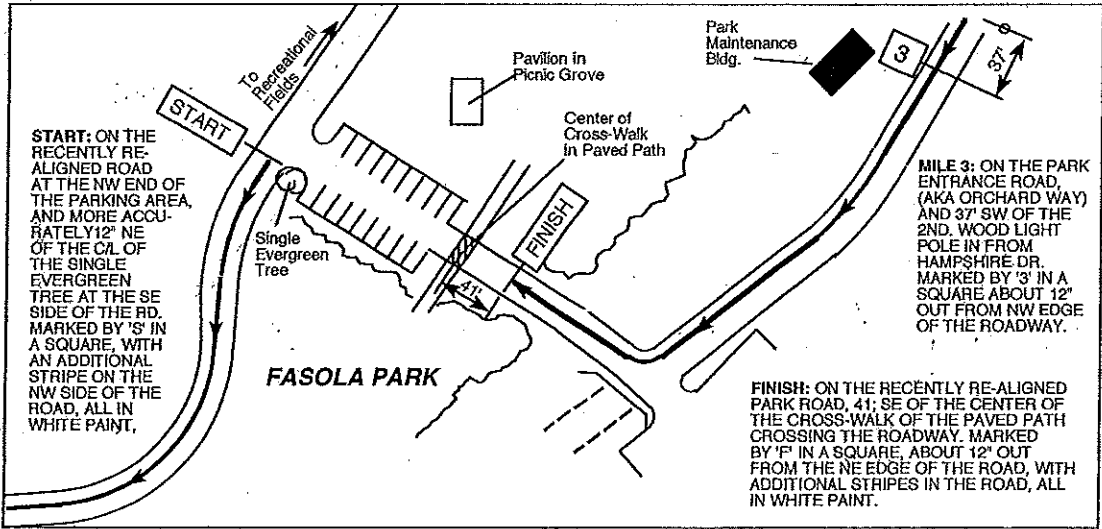 To
Recreational
Fields
START
Pavilion in
Picnic Grove
Park
Maintenance
Bldg.
3
37'
Center of
Cross-Walk
In Paved Path
START: ON THE
RECENTLY RE-
ALIGNED ROAD
AT THE NW END OF
THE PARKING AREA,
AND MORE ACCU-
RATELY12" NE
OF THE C/L OF
THE SINGLE
EVERGREEN
TREE AT THE SE
SIDE OF THE RD.
MARKED BY 'S' IN
A SQUARE, WITH
AN ADDITIONAL
STRIPE ON THE
NW SIDE OF THE
ROAD, ALL IN
WHITE PAINT,
Single
Evergreen
Tree
FINISH
41'
FASOLA PARK
MILE 3: ON THE PARK
ENTRANCE ROAD,
(AKA ORCHARD WAY)
AND 37' SW OF THE
2ND. WOOD LIGHT
POLE IN FROM
HAMPSHIRE DR.
MARKED BY '3' IN A
SQUARE ABOUT 12"
OUT FROM NW EDGE
OF THE ROADWAY.
FINISH: ON THE RECENTLY RE-ALIGNED
PARK ROAD, 41; SE OF THE CENTER OF
THE CROSS-WALK OF THE PAVED PATH
CROSSING THE ROADWAY. MARKED
BY 'F' IN A SQUARE, ABOUT 12" OUT
FROM THE NE EDGE OF THE ROAD, WITH
ADDITIONAL STRIPES IN THE ROAD, ALL
IN WHITE PAINT.